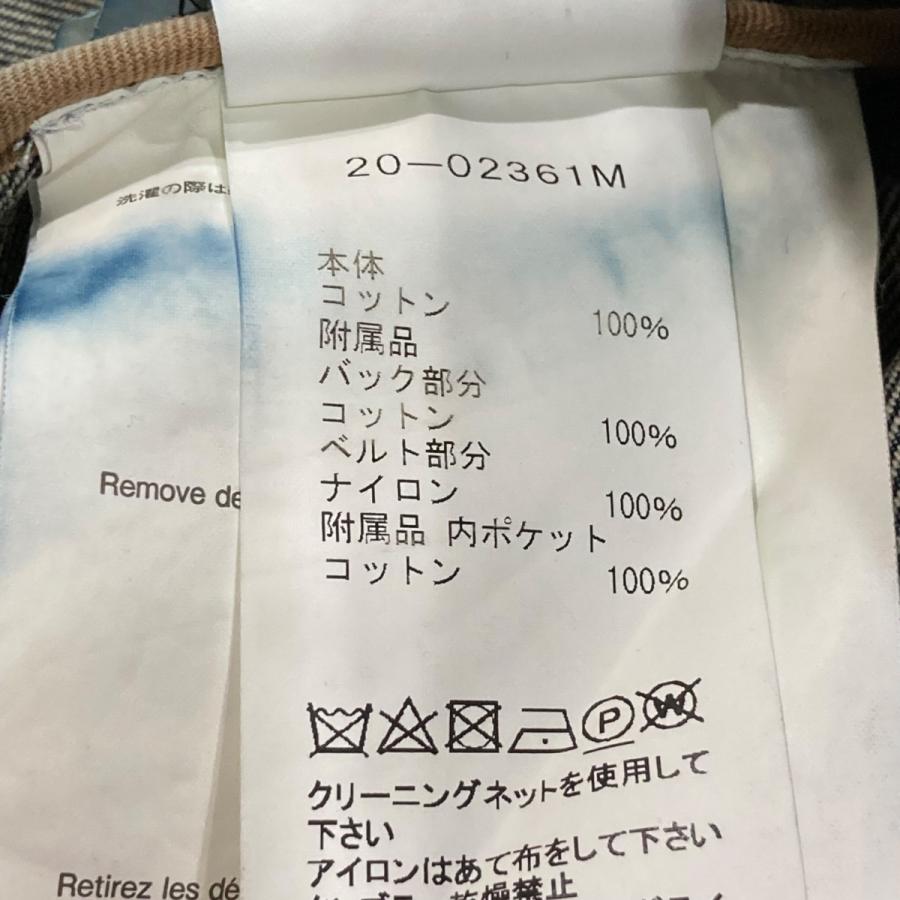 20-02361M
洗濯の際は
本体
コットン 100%
附属品
バック部分
コットン 100%
ベルト部分
ナイロン 100%
附属品 内ポケット
コットン 100%
Remove de
P
W
クリーニングネットを使用して
下さい
アイロンはあて布をして下さい
Retirez les dé
乾燥禁止